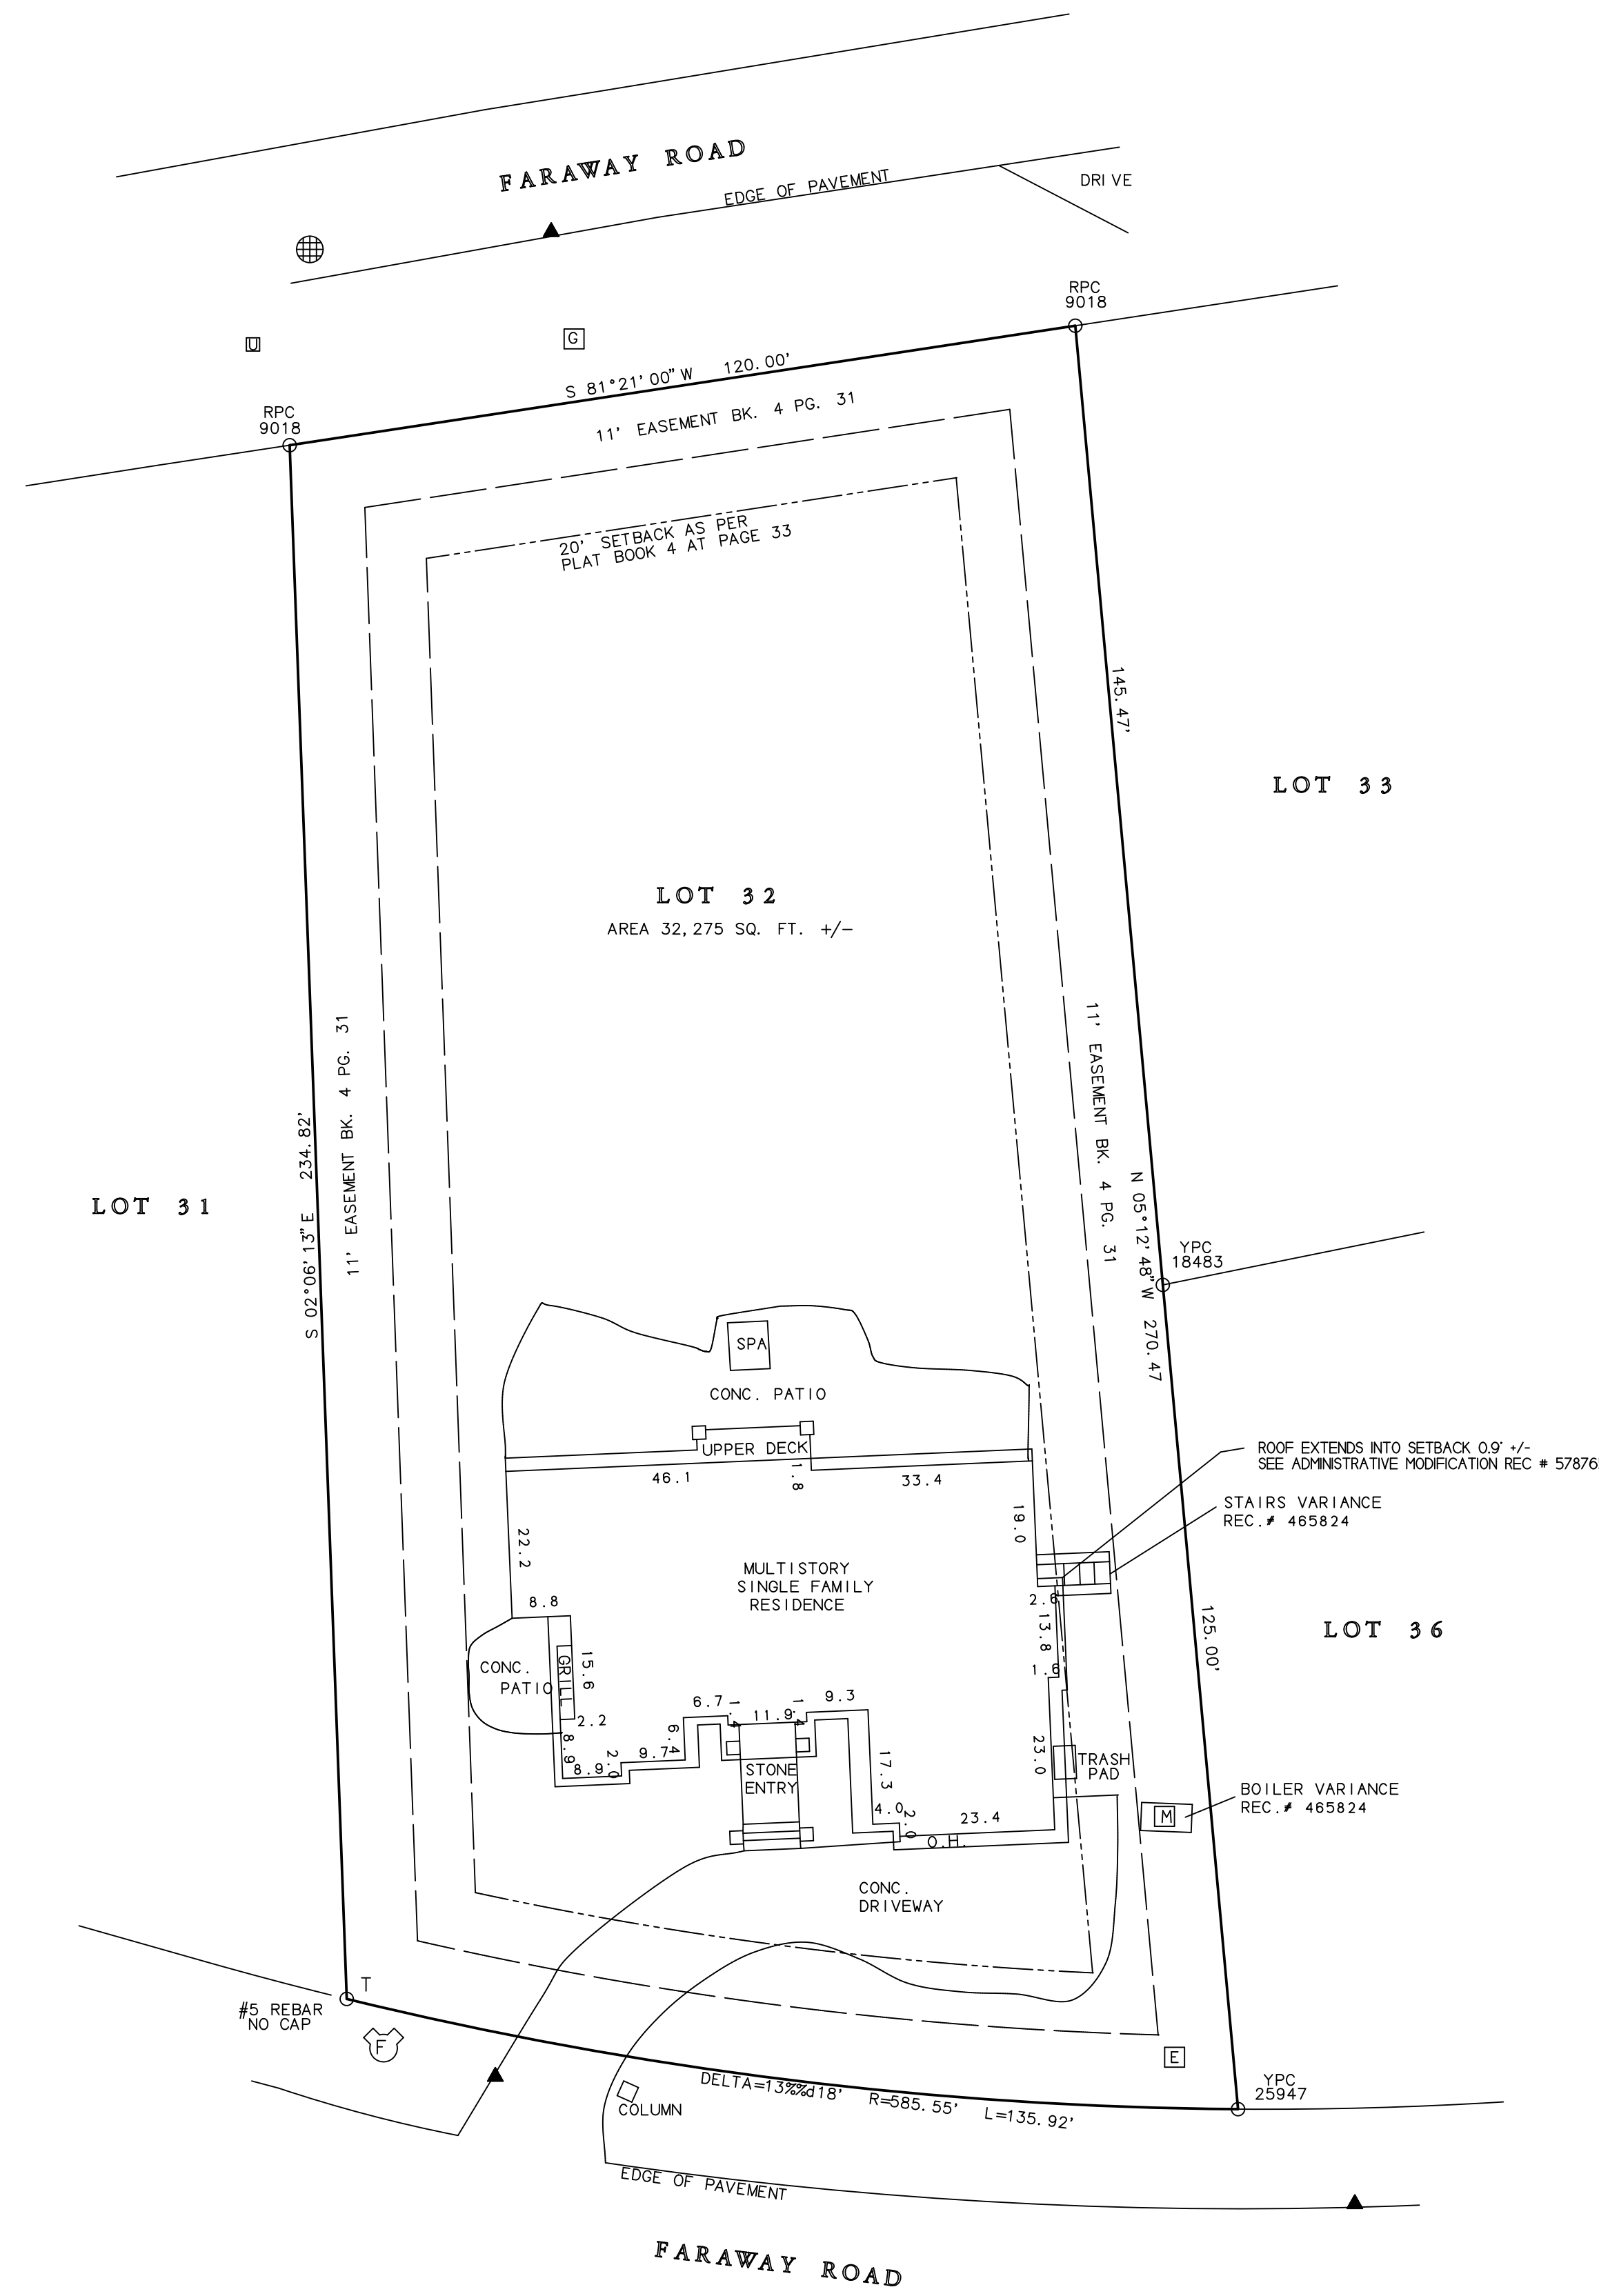 FARAWAY ROAD
EDGE OF PAVEMENT
DRIVE
RPC
9018
U
G
S 81°21'00"W 120.00'
RPC
9018
11' EASEMENT BK. 4 PG. 31
20' SETBACK AS PER
PLAT BOOK 4 AT PAGE 33
145.47'
LOT 33
LOT 32
AREA 32,275 SQ. FT. +/-
11' EASEMENT BK. 4 PG. 31
11' EASEMENT BK. 4 PG. 31
S 02°06'13"E 234.82'
LOT 31
N 05°12'48"W 270.47
YPC
18483
SPA
CONC. PATIO
UPPER DECK
46.1
1.8
33.4
ROOF EXTENDS INTO SETBACK 0.9' +/-
SEE ADMINISTRATIVE MODIFICATION REC # 57876
STAIRS VARIANCE
REC.# 465824
22.2
19.0
MULTISTORY
SINGLE FAMILY
RESIDENCE
8.8
2.6
13.8
125.00'
LOT 36
CONC.
PATIO
GRILL
15.6
1.6
2.2
6.7
1.4
11.9
1.4
9.3
8.9
8.9
2.0
9.7
6.4
STONE
ENTRY
17.3
23.0
TRASH
PAD
4.0
2.0
23.4
O.H.
BOILER VARIANCE
REC.# 465824
M
CONC.
DRIVEWAY
T
#5 REBAR
NO CAP
F
E
YPC
25947
DELTA=13%%d18' R=585.55' L=135.92'
COLUMN
EDGE OF PAVEMENT
FARAWAY ROAD